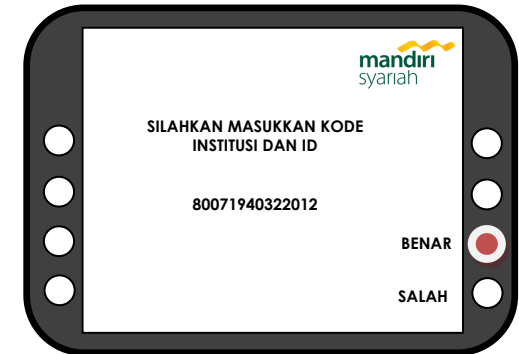 mandiri
syariah
SILAHKAN MASUKKAN KODE
INSTITUSI DAN ID
80071940322012
BENAR
SALAH